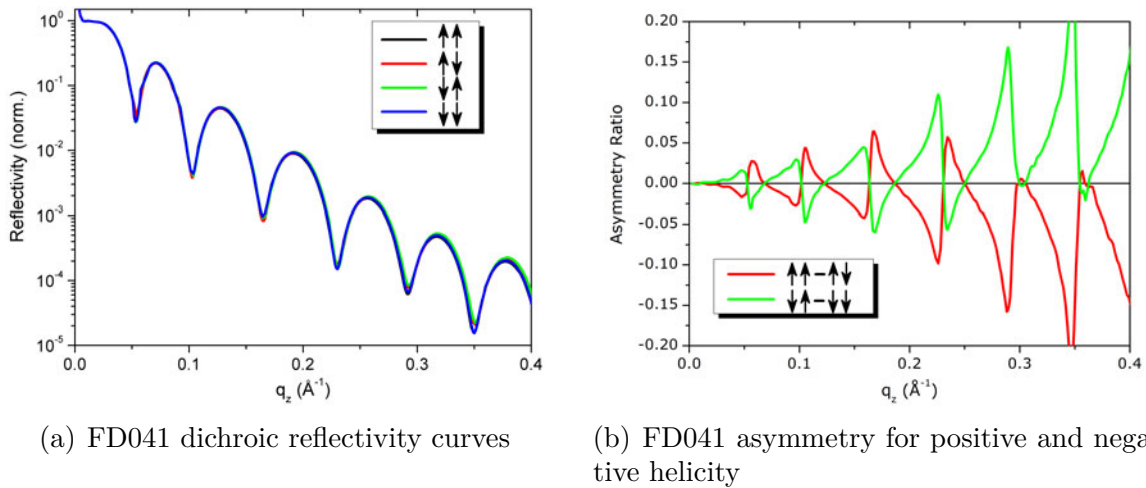 (a)
10⁰
10⁻¹
10⁻²
10⁻³
10⁻⁴
10⁻⁵
Reflectivity (norm.)
0.0 0.1 0.2 0.3 0.4
q_z (Å⁻¹)
↑↑
↑↓
↓↑
↓↓
(b)
0.20
0.15
0.10
0.05
0.00
-0.05
-0.10
-0.15
-0.20
Asymmetry Ratio
0.0 0.1 0.2 0.3 0.4
q_z (Å⁻¹)
↑↑-↑↓
↓↑-↓↓
(a) FD041 dichroic reflectivity curves
(b) FD041 asymmetry for positive and nega-
tive helicity